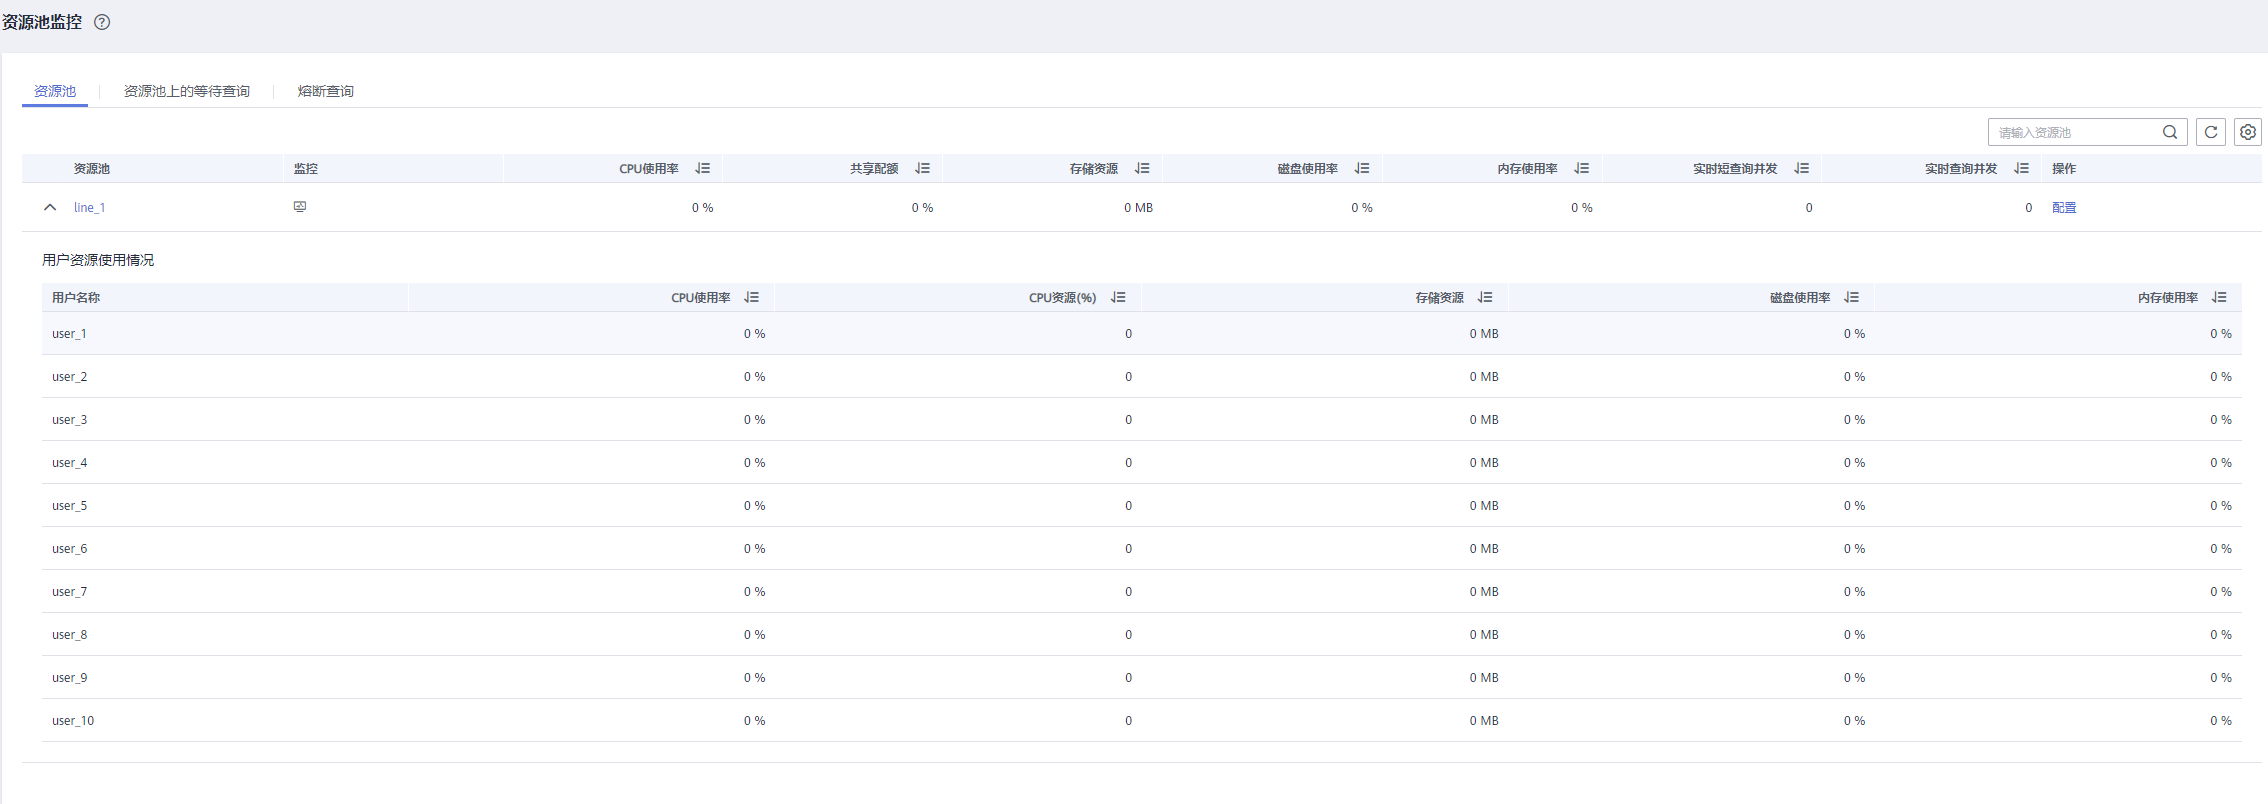 资源池监控
资源池 资源池上的等待查询 熔断查询
请输入资源池
资源池 监控 CPU使用率 共享配额 存储资源 磁盘使用率 内存使用率 实时短查询并发 实时查询并发 操作
line_1 0 % 0 % 0 MB 0 % 0 % 0 0 配置
用户资源使用情况
用户名称 CPU使用率 CPU资源(%) 存储资源 磁盘使用率 内存使用率
user_1 0 % 0 0 MB 0 % 0 %
user_2 0 % 0 0 MB 0 % 0 %
user_3 0 % 0 0 MB 0 % 0 %
user_4 0 % 0 0 MB 0 % 0 %
user_5 0 % 0 0 MB 0 % 0 %
user_6 0 % 0 0 MB 0 % 0 %
user_7 0 % 0 0 MB 0 % 0 %
user_8 0 % 0 0 MB 0 % 0 %
user_9 0 % 0 0 MB 0 % 0 %
user_10 0 % 0 0 MB 0 % 0 %